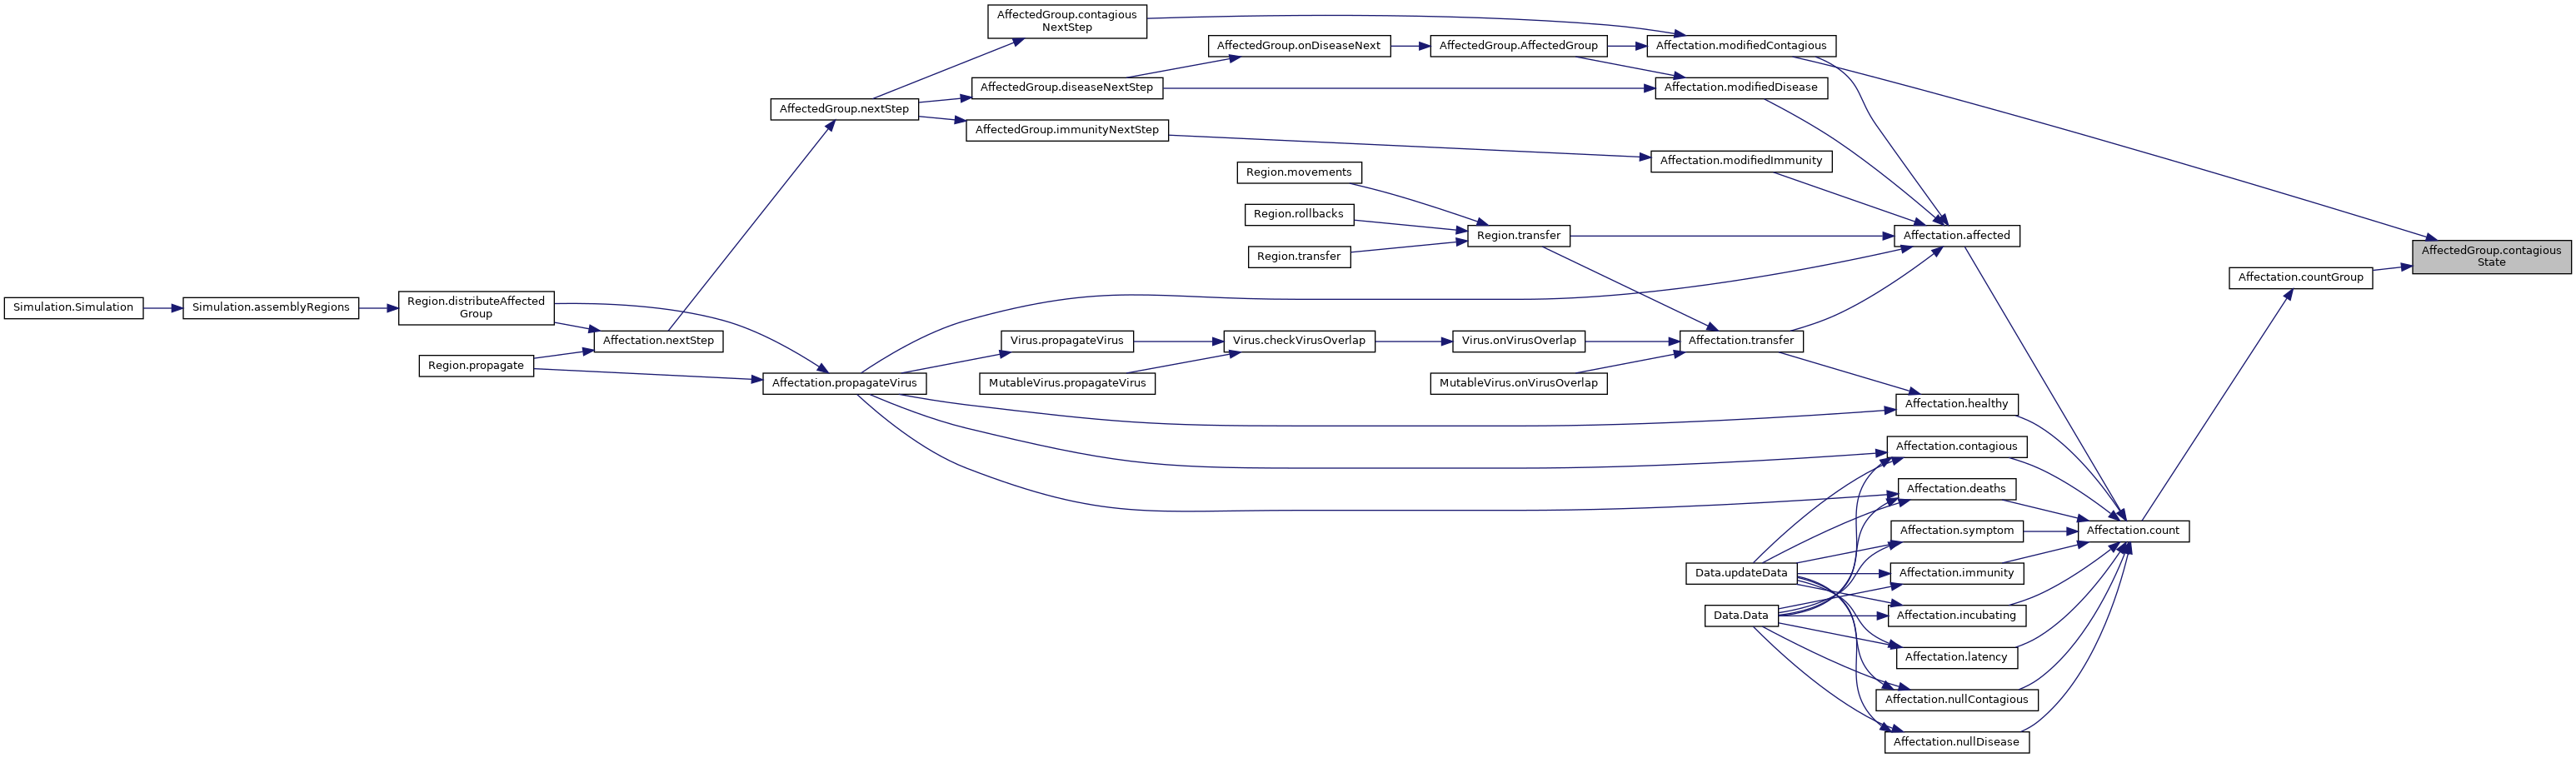 AffectedGroup.contagious
NextStep
AffectedGroup.onDiseaseNext
AffectedGroup.AffectedGroup
Affectation.modifiedContagious
AffectedGroup.diseaseNextStep
Affectation.modifiedDisease
AffectedGroup.nextStep
AffectedGroup.immunityNextStep
Affectation.modifiedImmunity
Region.movements
Region.rollbacks
Region.transfer
Affectation.affected
Region.transfer
AffectedGroup.contagious
State
Affectation.countGroup
Simulation.Simulation
Simulation.assemblyRegions
Region.distributeAffected
Group
Affectation.nextStep
Virus.propagateVirus
Virus.checkVirusOverlap
Virus.onVirusOverlap
Affectation.transfer
Region.propagate
Affectation.propagateVirus
MutableVirus.propagateVirus
MutableVirus.onVirusOverlap
Affectation.healthy
Affectation.contagious
Affectation.deaths
Affectation.symptom
Affectation.count
Data.updateData
Affectation.immunity
Data.Data
Affectation.incubating
Affectation.latency
Affectation.nullContagious
Affectation.nullDisease